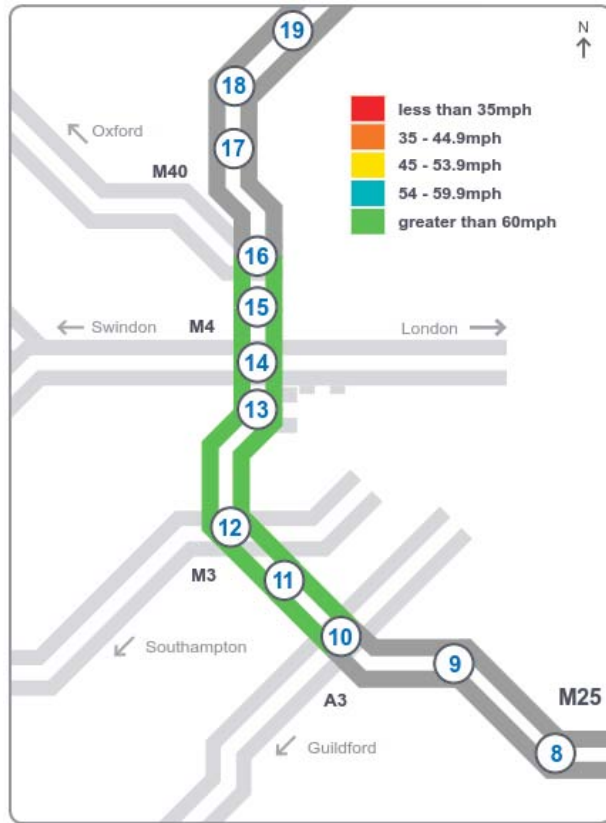 19
N
18
less than 35mph
35 - 44.9mph
Oxford
17
45 - 53.9mph
M40
54 - 59.9mph
greater than 60mph
16
15
Swindon
M4
London
14
13
12
M3
11
Southampton
10
9
A3
M25
Guildford
8